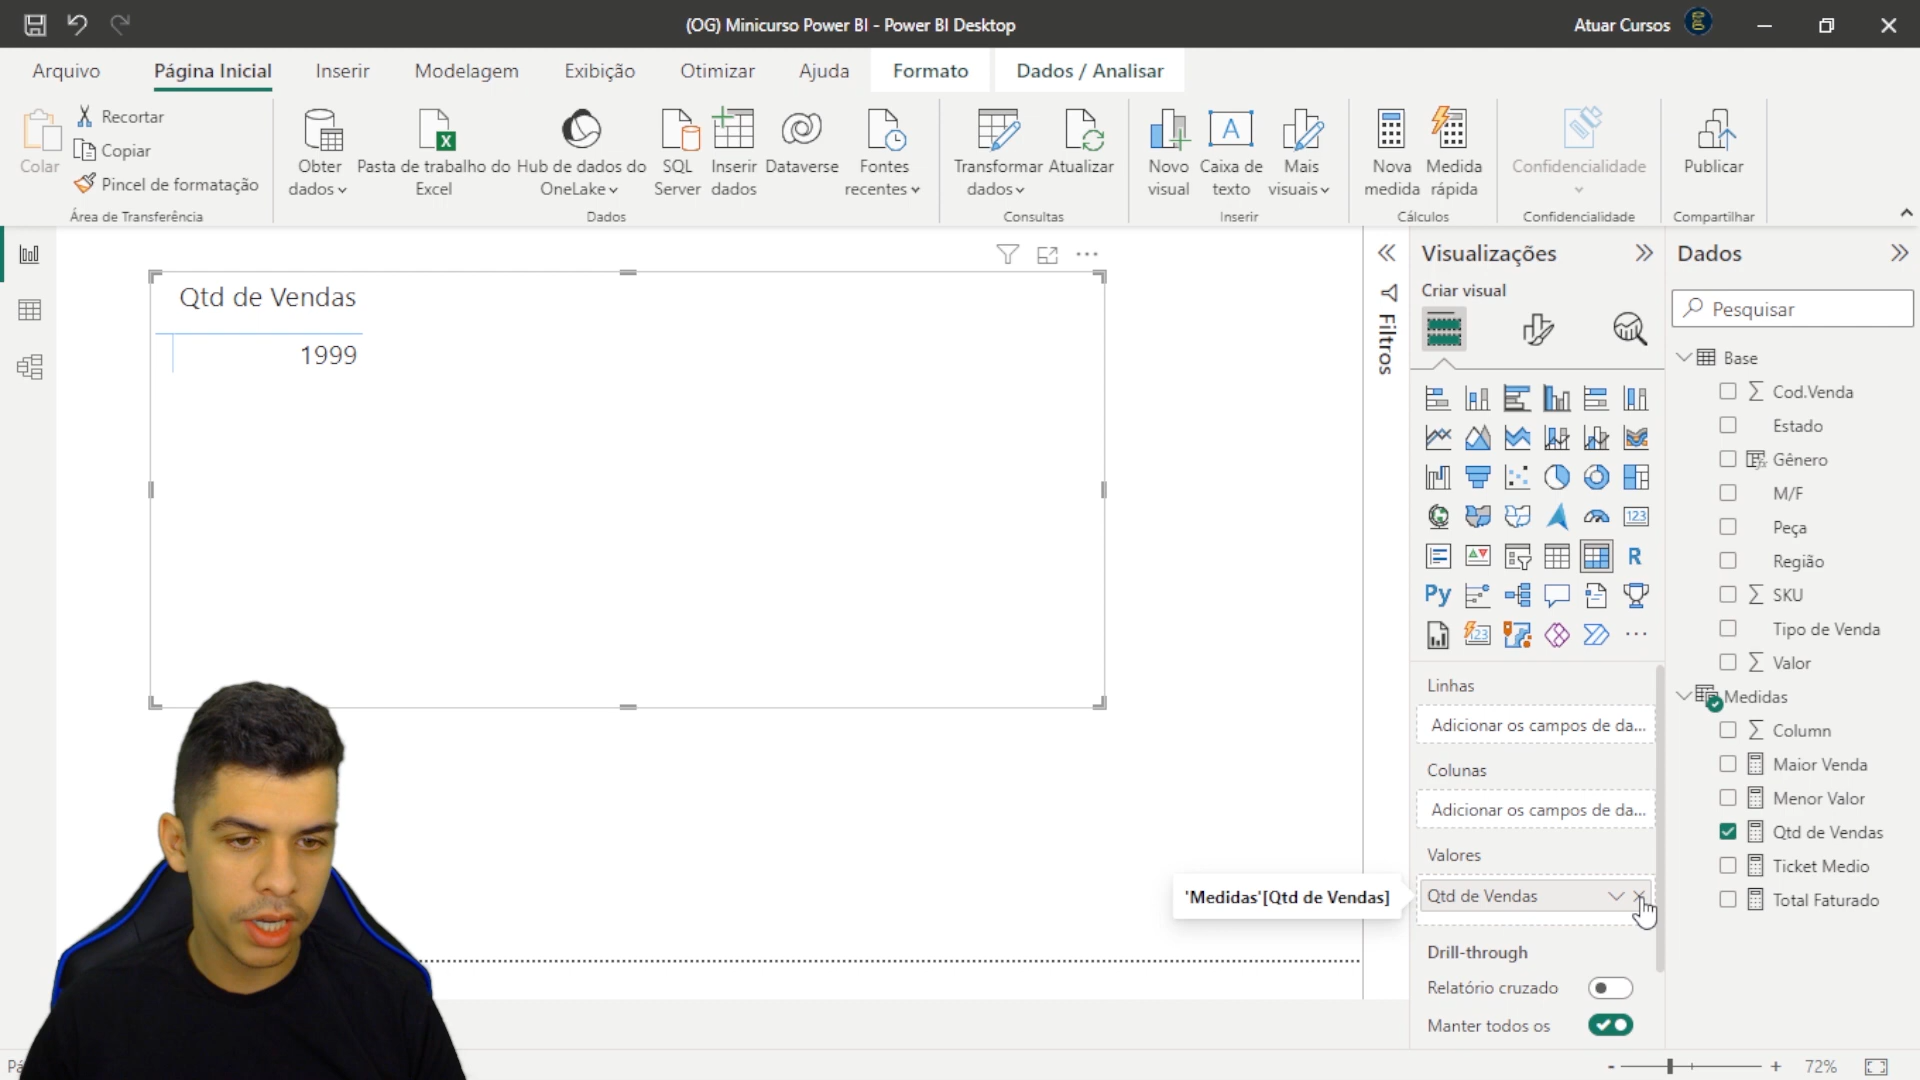 (OG) Minicurso Power BI - Power BI Desktop
Atuar Cursos
Arquivo
Página Inicial
Inserir
Modelagem
Exibição
Otimizar
Ajuda
Formato
Dados / Analisar
Colar
Recortar
Copiar
Pincel de formatação
Área de Transferência
Obter
dados
Pasta de trabalho do
Excel
Hub de dados do
OneLake
SQL
Server
Inserir
dados
Dataverse
Fontes
recentes
Dados
Transformar
dados
Atualizar
Consultas
Novo
visual
Caixa de
texto
Mais
visuais
Inserir
Nova
medida
Medida
rápida
Cálculos
Confidencialidade
Confidencialidade
Publicar
Compartilhar
Qtd de Vendas
1999
Filtros
Visualizações
Criar visual
123
R
Py
123
Linhas
Adicionar os campos de da...
Colunas
Adicionar os campos de da...
Valores
Qtd de Vendas
'Medidas'[Qtd de Vendas]
Drill-through
Relatório cruzado
Manter todos os
Dados
Pesquisar
Base
Cod.Venda
Estado
Gênero
M/F
Peça
Região
SKU
Tipo de Venda
Valor
Medidas
Column
Maior Venda
Menor Valor
Qtd de Vendas
Ticket Medio
Total Faturado
Pá
72%